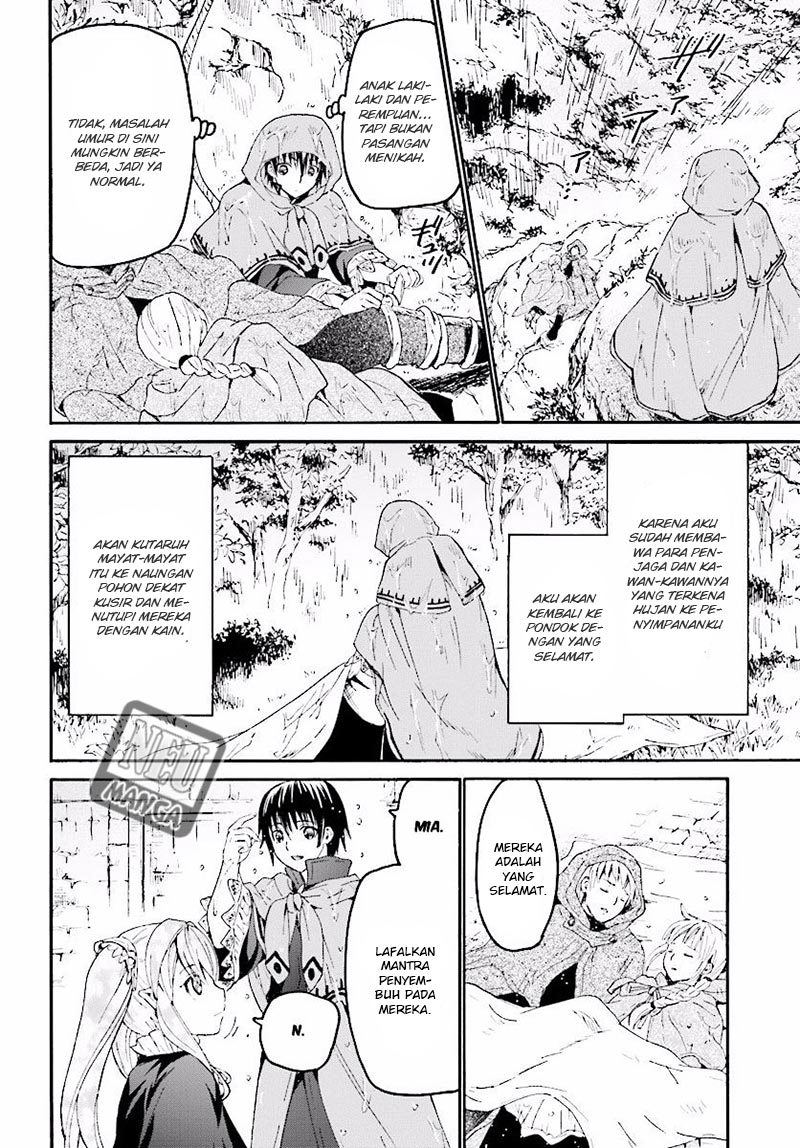 ANAK LAKI-
LAKI DAN PE-
REMPUAN...
TAPI BUKAN
PASANGAN
MENIKAH.
TIDAK, MASALAH
UMUR DI SINI
MUNGKIN BER-
BEDA, JADI YA
NORMAL.
KARENA AKU
SUDAH MEMBA-
WA PARA PEN-
JAGA DAN KA-
WAN-KAWANNYA
YANG TERKENA
HUJAN KE PE-
NYIMPANANKU
AKU AKAN
KEMBALI KE
PONDOK DE-
NGAN YANG
SELAMAT.
AKAN KUTARUH
MAYAT-MAYAT
ITU KE NAUNGAN
POHON DEKAT
KUSIR DAN ME-
NUTUPI MEREKA
DENGAN KAIN.
MEREKA
ADALAH
YANG
SELAMAT.
MIA.
LAFALKAN
MANTRA
PENYEM-
BUH PADA
MEREKA.
N.
NEU
MANGA